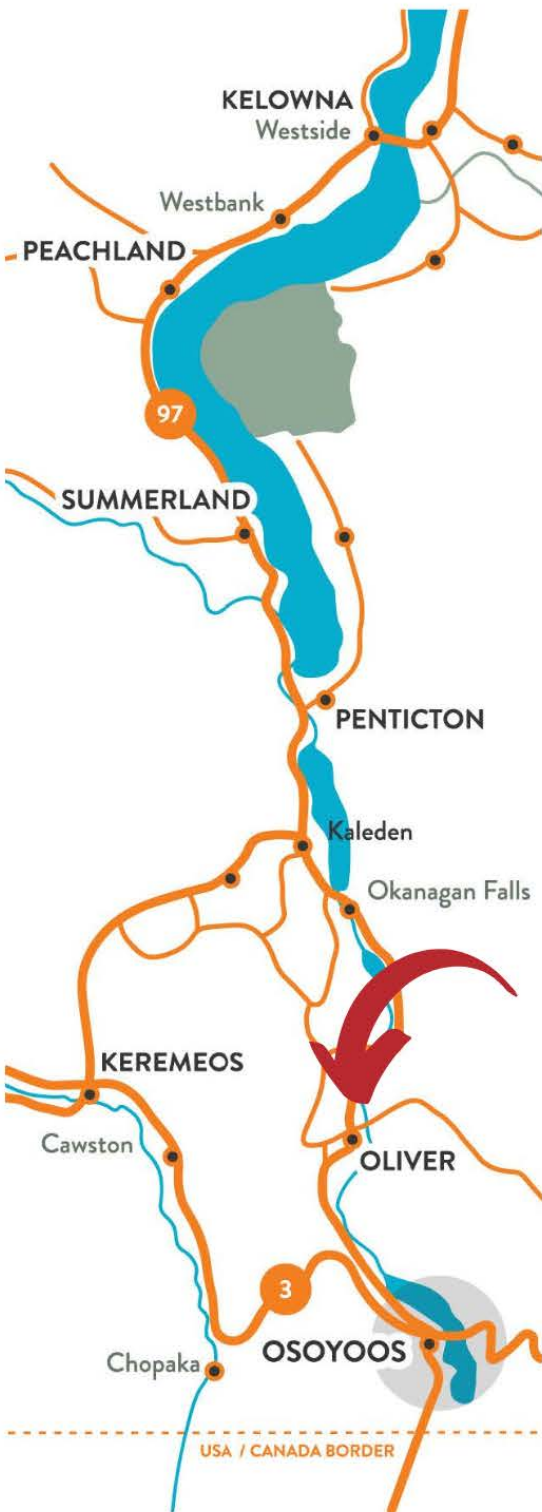 KELOWNA
Westside
Westbank
PEACHLAND
97
SUMMERLAND
PENTICTON
Kaleden
Okanagan Falls
KEREMEOS
Cawston
OLIVER
3
OSOYOOS
Chopaka
USA / CANADA BORDER